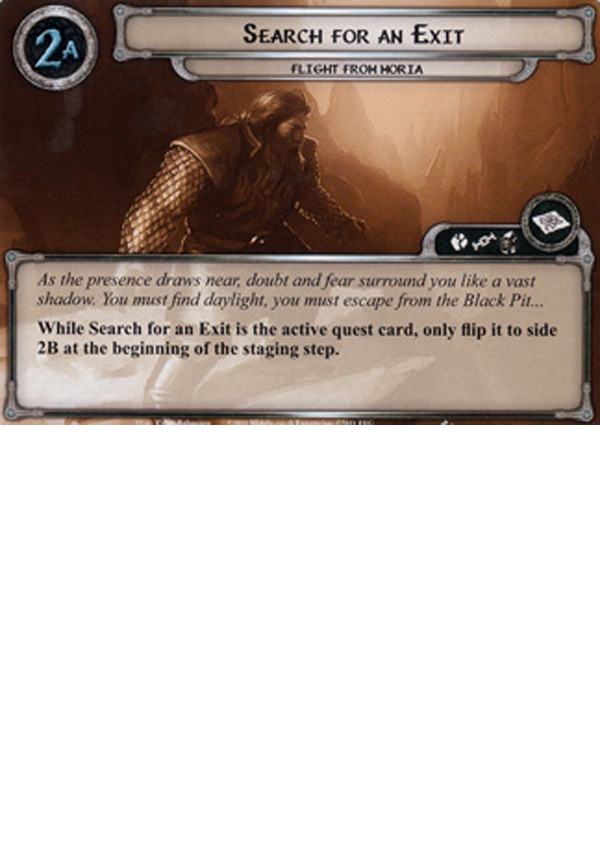 2A
Search for an Exit
Flight from Moria
As the presence draws near, doubt and fear surround you like a vast
shadow. You must find daylight, you must escape from the Black Pit...
While Search for an Exit is the active quest card, only flip it to side
2B at the beginning of the staging step.